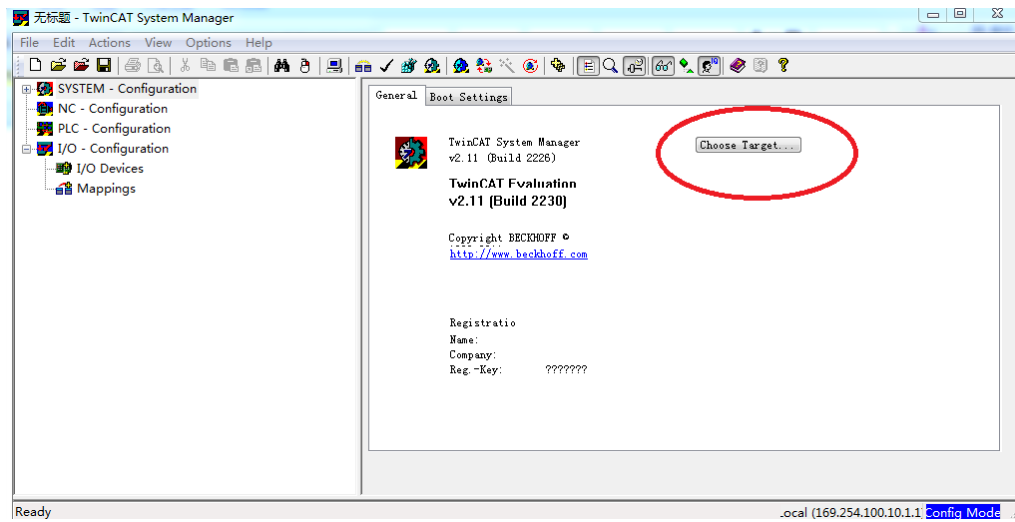 无标题 - TwinCAT System Manager
File Edit Actions View Options Help
SYSTEM - Configuration
NC - Configuration
PLC - Configuration
I/O - Configuration
I/O Devices
Mappings
General Boot Settings
TwinCAT System Manager
v2.11 (Build 2226)
Choose Target...
TwinCAT Evaluation
v2.11 (Build 2230)
Copyright BECKHOFF ©
http://www.beckhoff.com
Registratio
Name:
Company:
Reg.-Key: ???????
Ready
.ocal (169.254.100.10.1.1) Config Mode